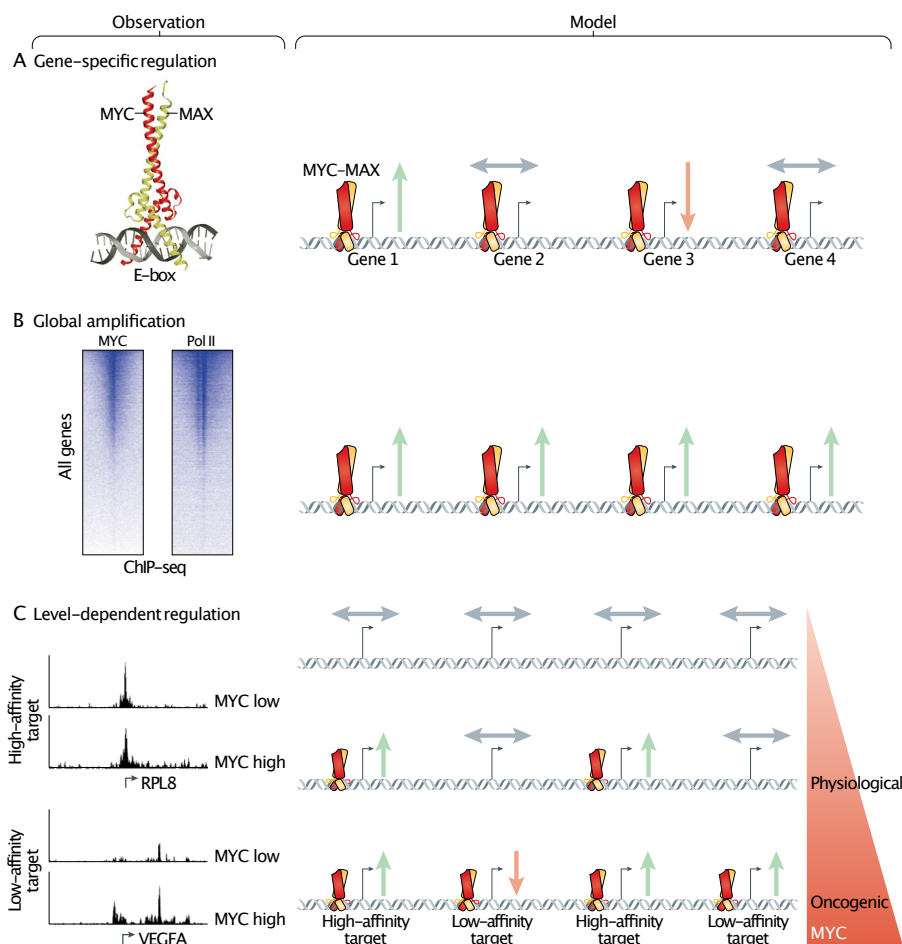 Observation
Model
A Gene-specific regulation
MYC
MAX
E-box
MYC–MAX
Gene 1
Gene 2
Gene 3
Gene 4
B Global amplification
MYC
Pol II
All genes
ChIP-seq
C Level-dependent regulation
High-affinity
target
MYC low
MYC high
RPL8
Low-affinity
target
MYC low
MYC high
VEGFA
High-affinity
target
Low-affinity
target
High-affinity
target
Low-affinity
target
Physiological
Oncogenic
MYC